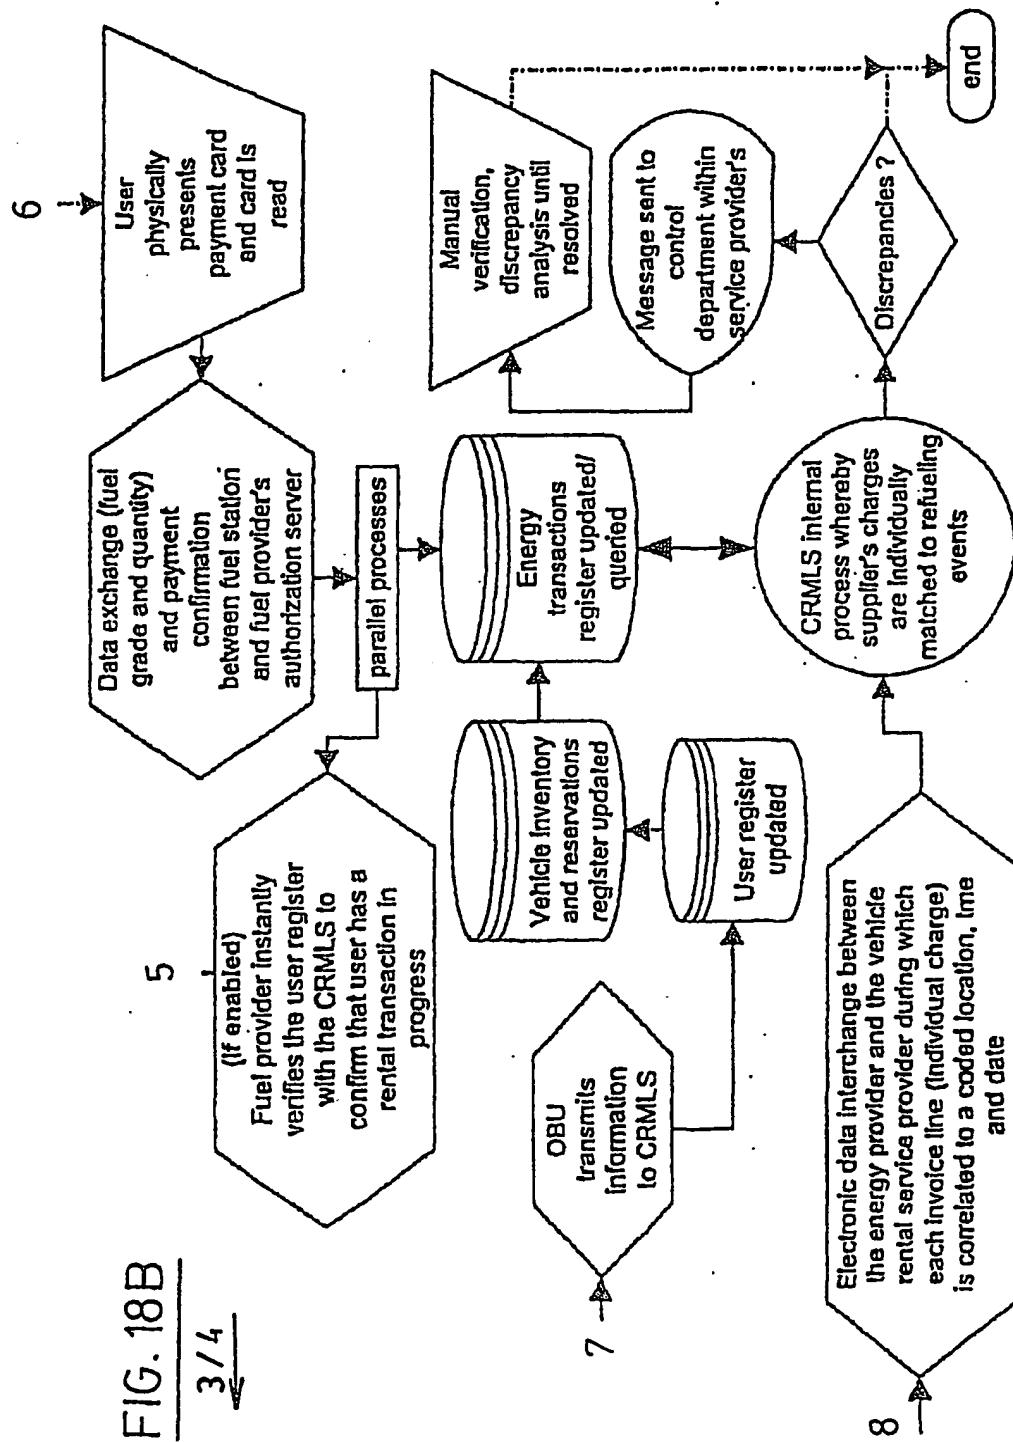 6
User
physically
presents
payment card
and card is
read
Data exchange (fuel
grade and quantity)
and payment
confirmation
between fuel station
and fuel provider's
authorization server
parallel processes
5
(If enabled)
Fuel provider instantly
verifies the user register
with the CRMLS to
confirm that user has a
rental transaction in
progress
Manual
verification,
discrepancy
analysis until
resolved
Message sent to
control
department within
service provider's
Discrepancies ?
end
Energy
transactions
register updated/
queried
Vehicle Inventory
and reservations
register updated
User register
updated
7
OBU
transmits
information
to CRMLS
CRMLS internal
process whereby
supplier's charges
are individually
matched to refueling
events
8
Electronic data interchange between
the energy provider and the vehicle
rental service provider during which
each invoice line (individual charge)
is correlated to a coded location, ime
and date
FIG. 18B
3/4